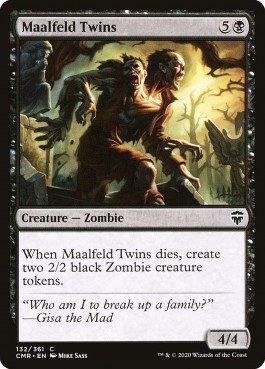 Maalfeld Twins 5
Creature — Zombie
When Maalfeld Twins dies, create
two 2/2 black Zombie creature
tokens.
“Who am I to break up a family?”
—Gisa the Mad
4/4
132/361 C
CMR • EN Mike Sass
™ & © 2020 Wizards of the Coast